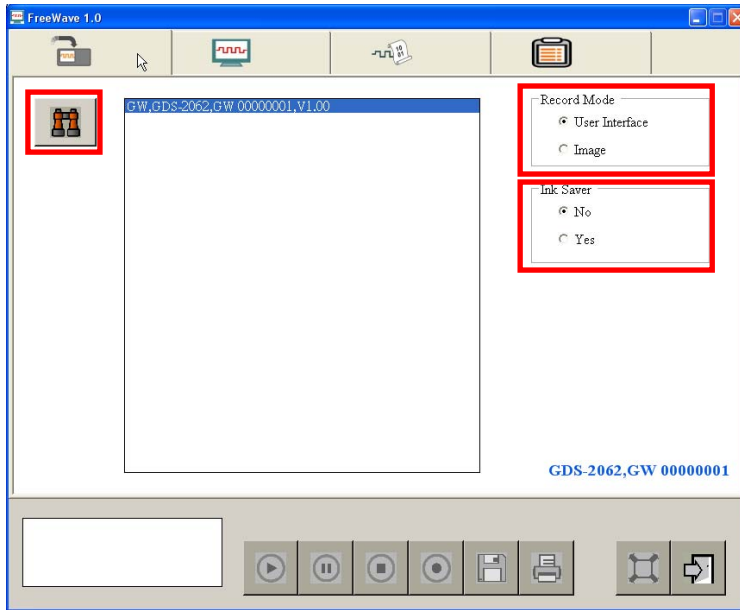 FreeWave 1.0
GW,GDS-2062,GW 00000001,V1.00
Record Mode
User Interface
Image
Ink Saver
No
Yes
GDS-2062,GW 00000001